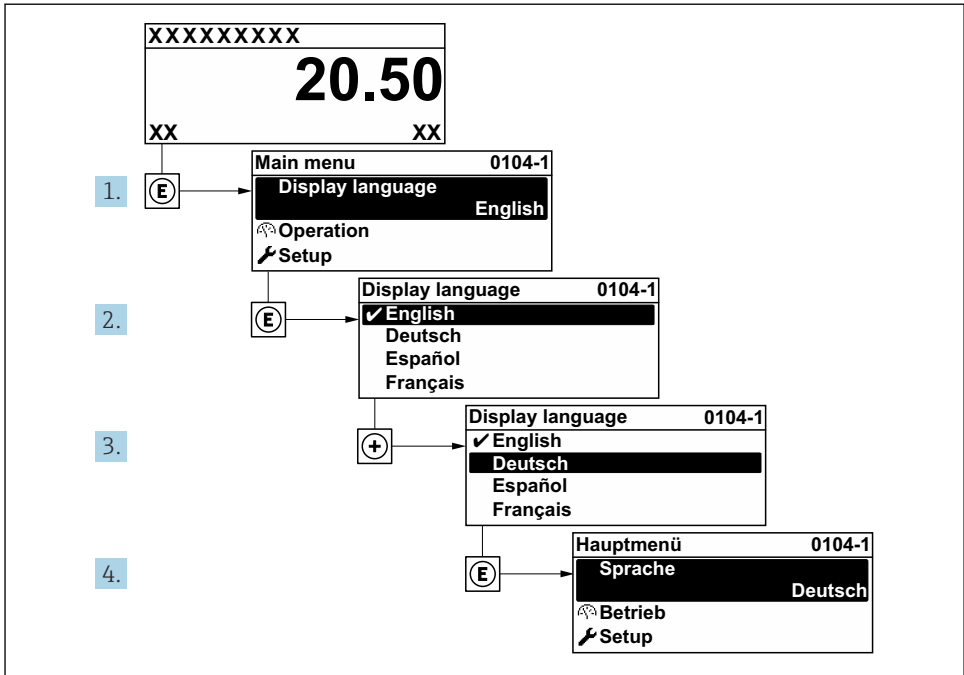 XXXXXXXXX
20.50
XX XX
1. E
Main menu 0104-1
Display language
English
Operation
Setup
2. E
Display language 0104-1
✔English
Deutsch
Español
Français
3. +
Display language 0104-1
✔English
Deutsch
Español
Français
4. E
Hauptmenü 0104-1
Sprache
Deutsch
Betrieb
Setup